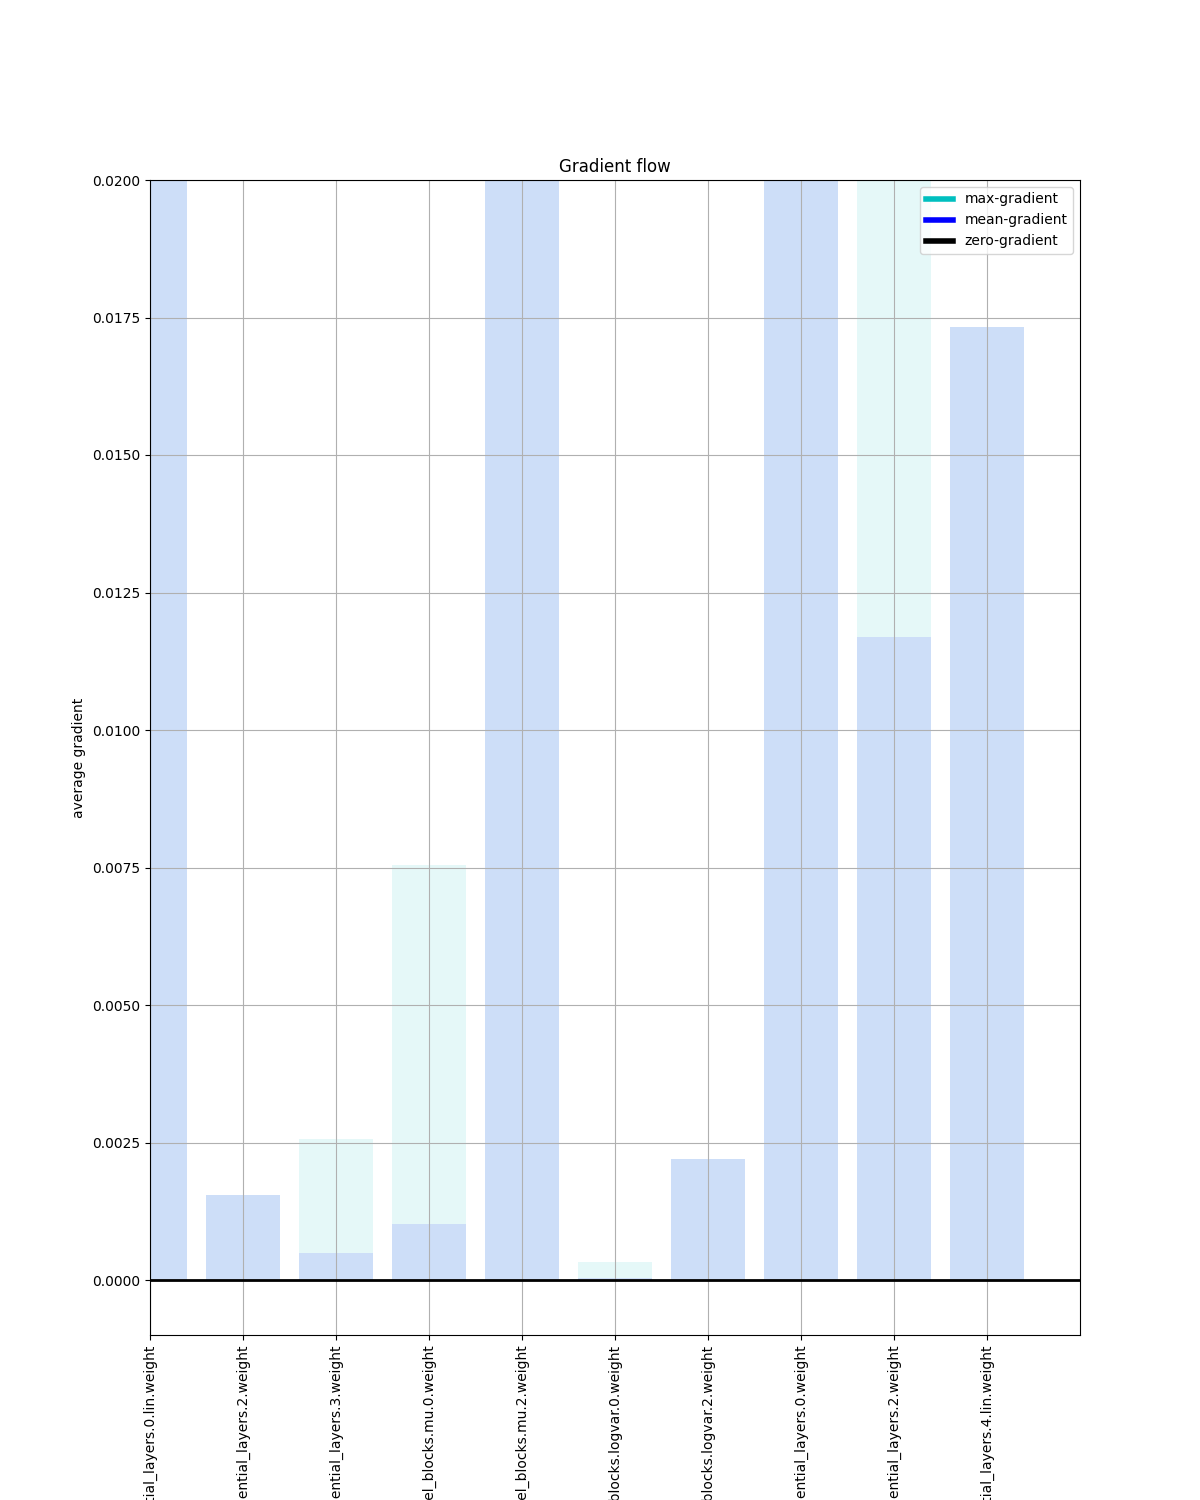 Gradient flow
max-gradient
mean-gradient
zero-gradient
0.0200
0.0175
0.0150
0.0125
0.0100
0.0075
0.0050
0.0025
0.0000
average gradient
tial_layers.0.lin.weight
ential_layers.2.weight
ential_layers.3.weight
el_blocks.mu.0.weight
el_blocks.mu.2.weight
blocks.logvar.0.weight
blocks.logvar.2.weight
ential_layers.0.weight
ential_layers.2.weight
tial_layers.4.lin.weight